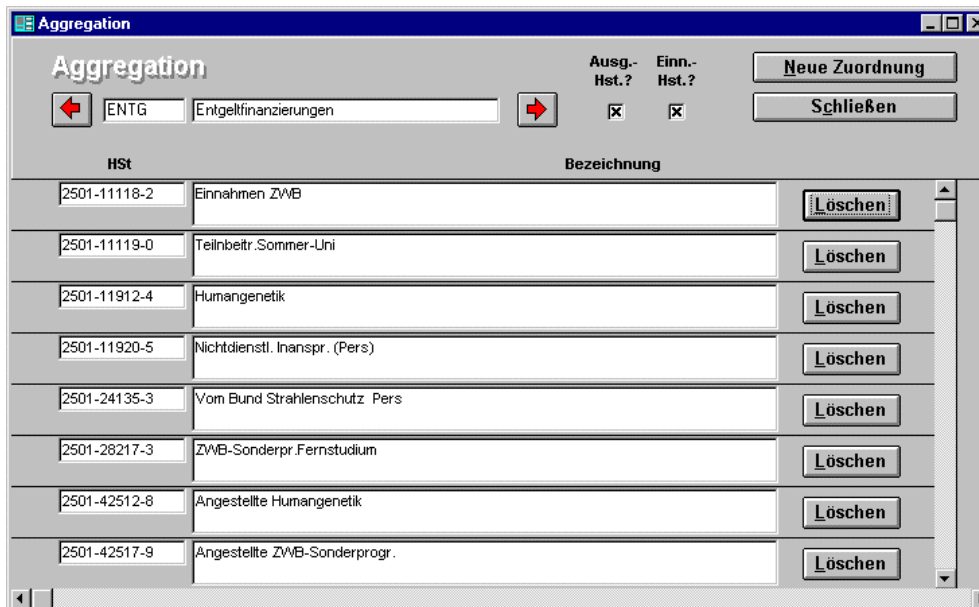 Aggregation
Aggregation
Ausg.- Einn.-
Hst.? Hst.?
Neue Zuordnung
ENTG Entgeltfinanzierungen
Schließen
HSt Bezeichnung
2501-11118-2 Einnahmen ZWB Löschen
2501-11119-0 Teilnbeitr.Sommer-Uni Löschen
2501-11912-4 Humangenetik Löschen
2501-11920-5 Nichtdienstl. Inanspr. (Pers) Löschen
2501-24135-3 Vom Bund Strahlenschutz Pers Löschen
2501-28217-3 ZWB-Sonderpr.Fernstudium Löschen
2501-42512-8 Angestellte Humangenetik Löschen
2501-42517-9 Angestellte ZWB-Sonderprogr. Löschen